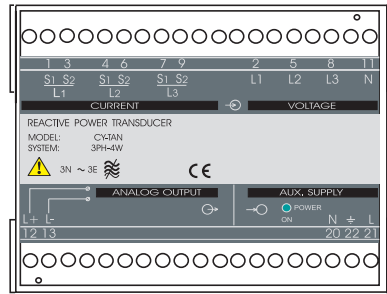 1 3 4 6 7 9 2 5 8 11
S1 S2 S1 S2 S1 S2 L1 L2 L3 N
L1 L2 L3
CURRENT VOLTAGE
REACTIVE POWER TRANSDUCER
MODEL: CY-TAN
SYSTEM: 3PH-4W
3N ~ 3E CE
ANALOG OUTPUT AUX, SUPPLY
POWER
ON
L+ L- N L
12 13 20 22 21